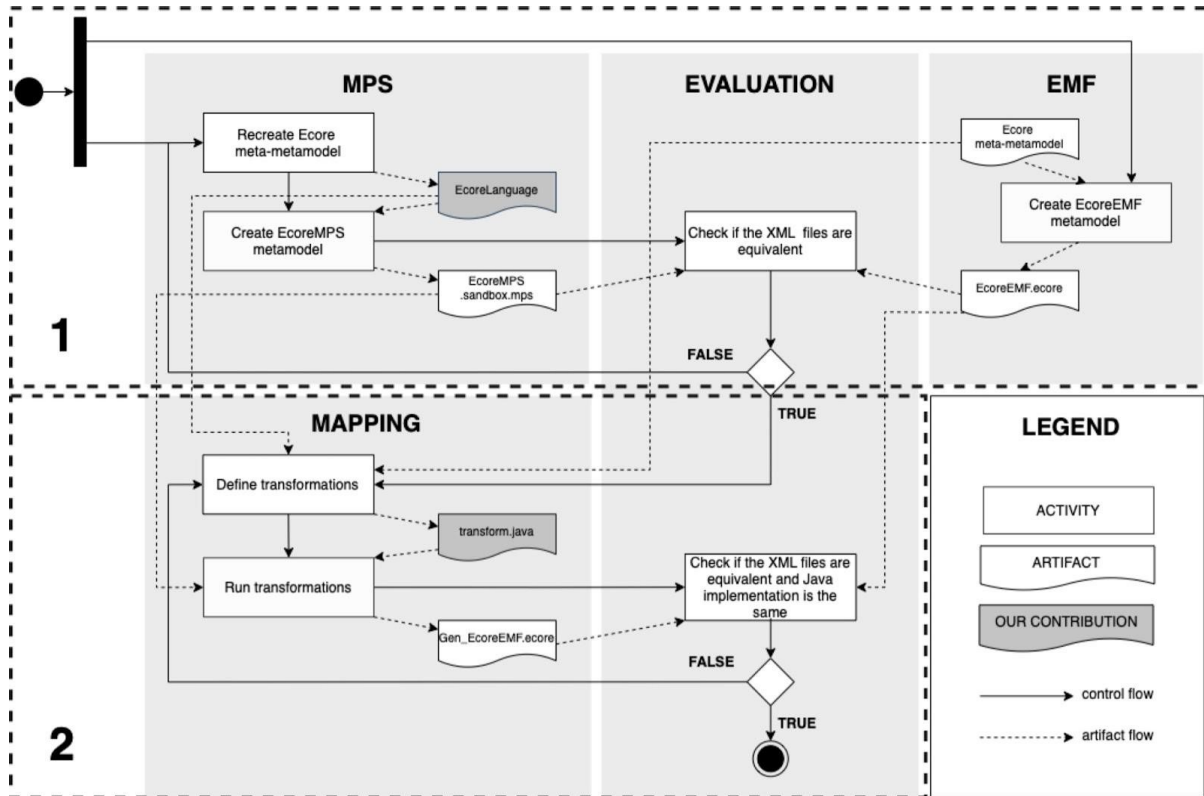 MPS
EVALUATION
EMF
Recreate Ecore
meta-metamodel
Ecore
meta-metamodel
EcoreLanguage
Create EcoreMPS
metamodel
Check if the XML files are
equivalent
Create EcoreEMF
metamodel
EcoreMPS
.sandbox.mps
EcoreEMF.ecore
1
FALSE
TRUE
MAPPING
LEGEND
Define transformations
ACTIVITY
transform.java
ARTIFACT
Run transformations
Check if the XML files are
equivalent and Java
implementation is the
same
OUR CONTRIBUTION
Gen_EcoreEMF.ecore
FALSE
control flow
TRUE
artifact flow
2